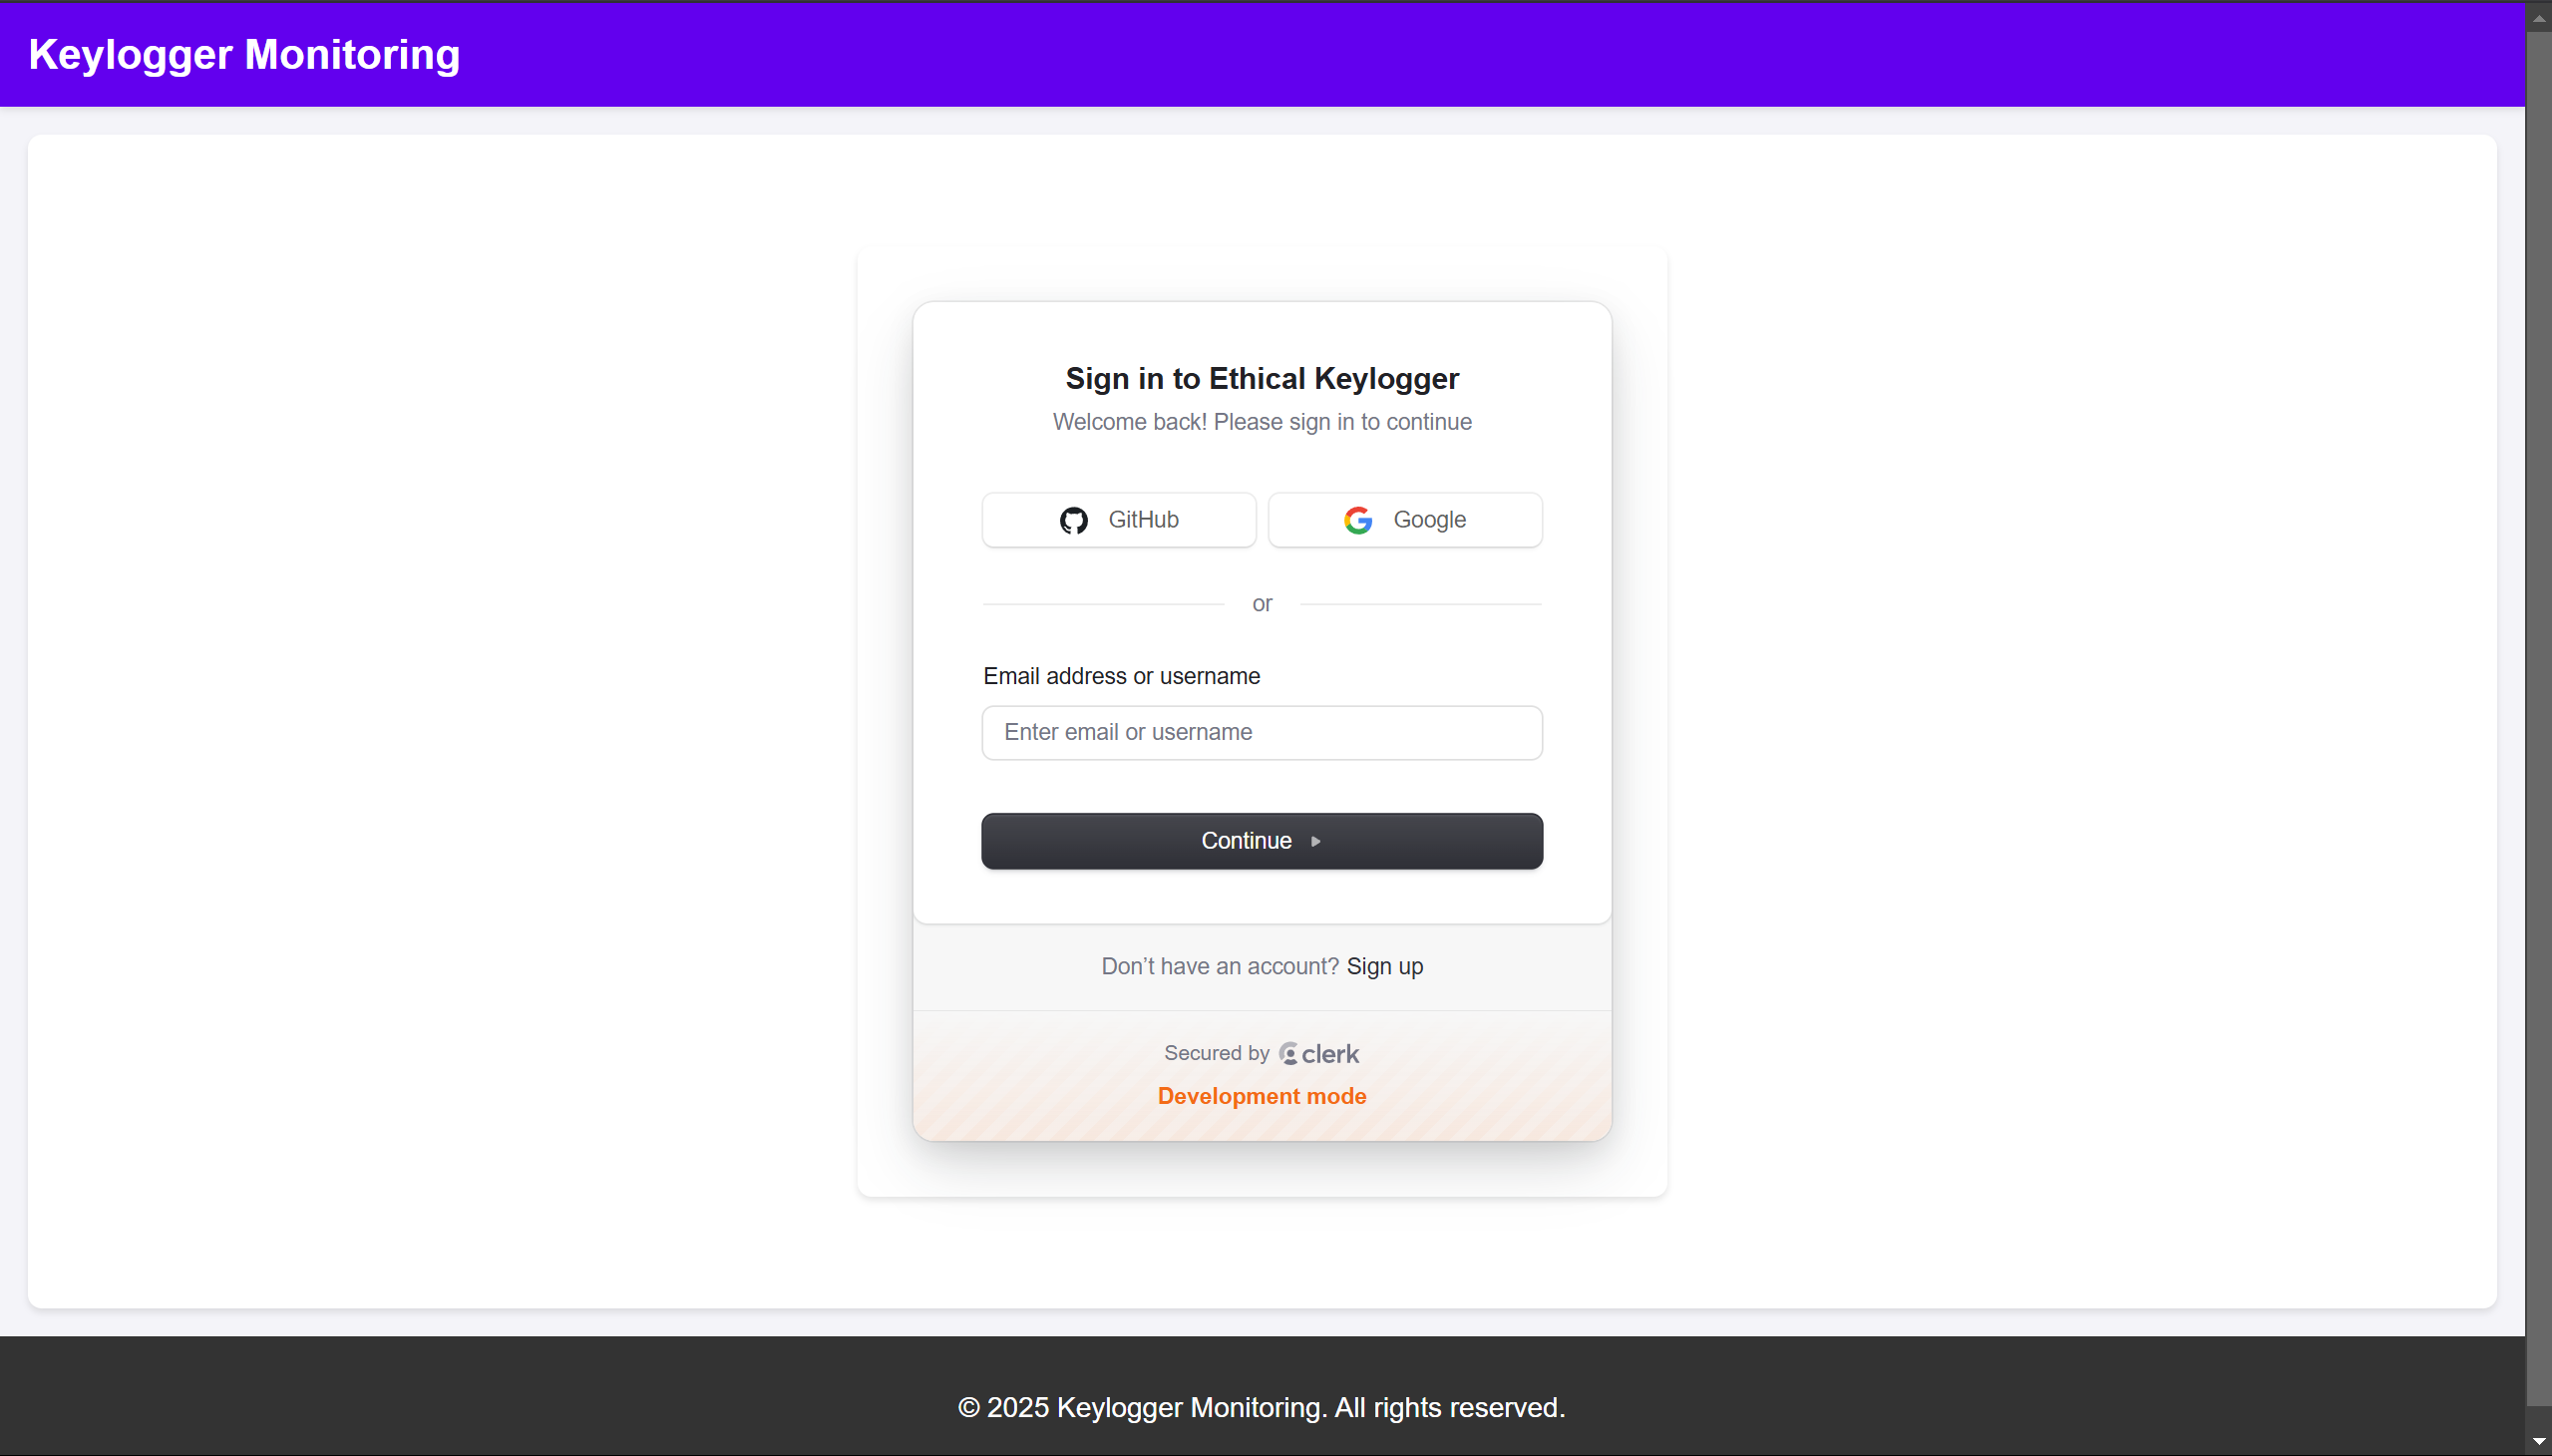 Keylogger Monitoring
Sign in to Ethical Keylogger
Welcome back! Please sign in to continue
GitHub
Google
or
Email address or username
Enter email or username
Continue
Don’t have an account? Sign up
Secured by clerk
Development mode
© 2025 Keylogger Monitoring. All rights reserved.